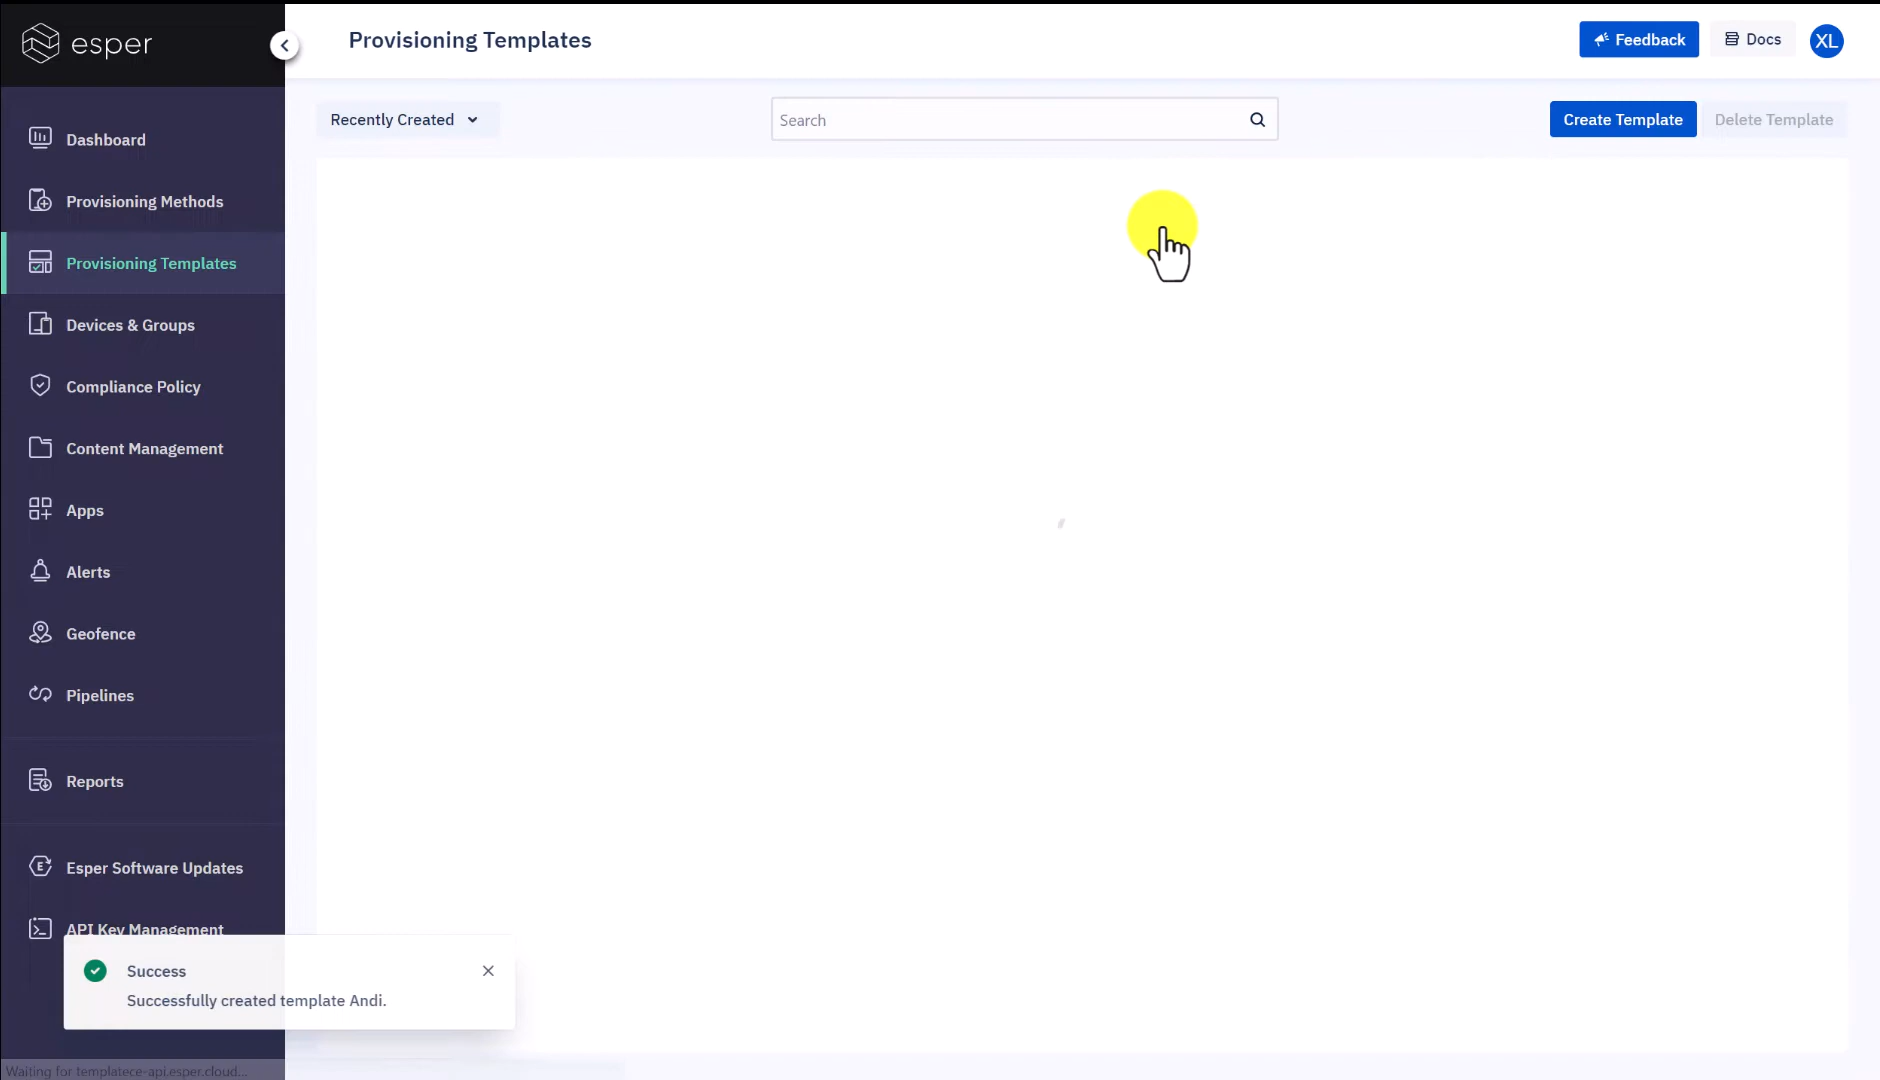 esper
Provisioning Templates
Feedback
Docs
XL
Recently Created
Search
Create Template
Delete Template
Dashboard
Provisioning Methods
Provisioning Templates
Devices & Groups
Compliance Policy
Content Management
Apps
Alerts
Geofence
Pipelines
Reports
Esper Software Updates
API Key Management
Success
Successfully created template Andi.
Waiting for templatece-api.esper.cloud...